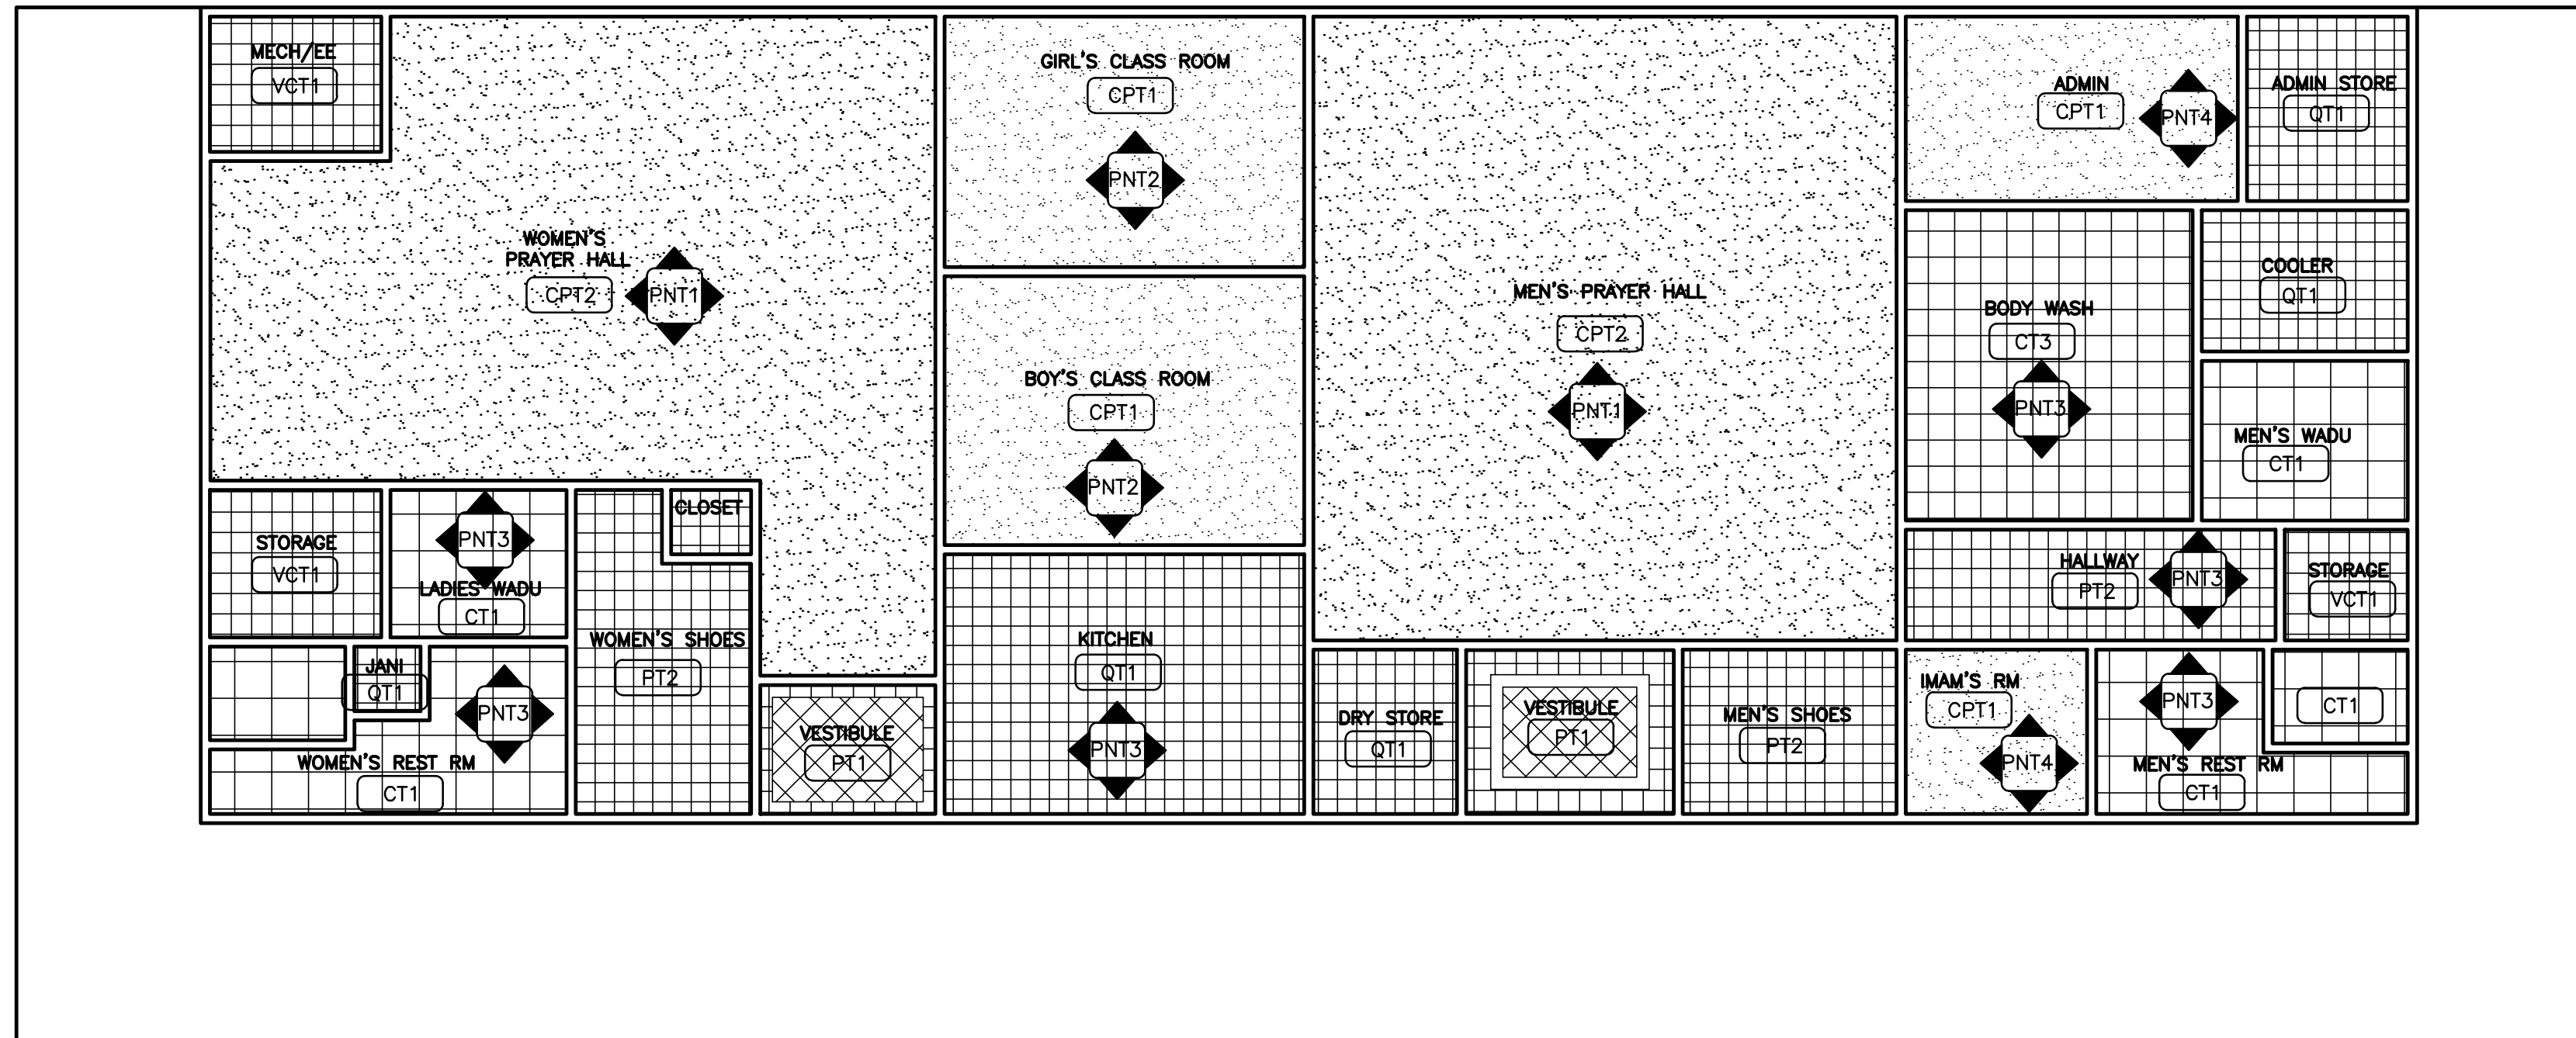 MECH/EE
VCT1
WOMEN'S
PRAYER HALL
CPT2
PNT1
GIRL'S CLASS ROOM
CPT1
PNT2
BOY'S CLASS ROOM
CPT1
PNT2
MEN'S PRAYER HALL
CPT2
PNT1
ADMIN
CPT1
PNT4
ADMIN STORE
QT1
BODY WASH
CT3
PNT3
COOLER
QT1
MEN'S WADU
CT1
STORAGE
VCT1
PNT3
LADIES WADU
CT1
CLOSET
WOMEN'S SHOES
PT2
JANI
QT1
PNT3
WOMEN'S REST RM
CT1
VESTIBULE
PT1
KITCHEN
QT1
PNT3
DRY STORE
QT1
VESTIBULE
PT1
MEN'S SHOES
PT2
HALLWAY
PT2
PNT3
STORAGE
VCT1
IMAM'S RM
CPT1
PNT4
PNT3
MEN'S REST RM
CT1
CT1